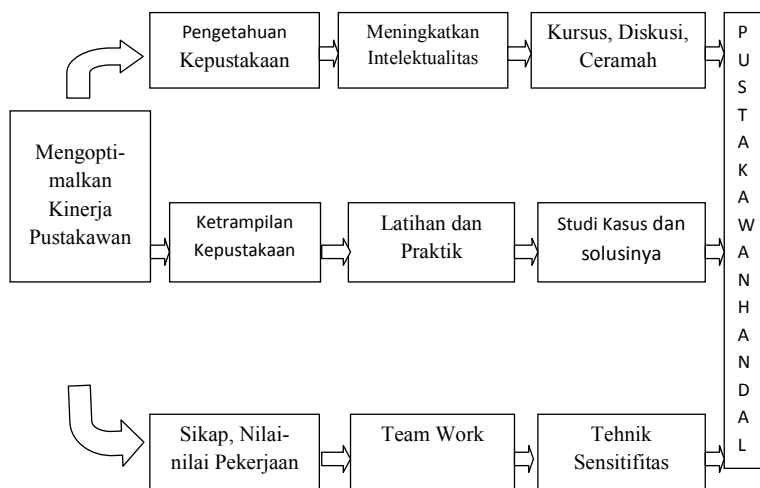 Pengetahuan
Kepustakaan
Meningkatkan
Intelektualitas
Kursus, Diskusi,
Ceramah
Mengopti-
malkan
Kinerja
Pustakawan
Ketrampilan
Kepustakaan
Latihan dan
Praktik
Studi Kasus dan
solusinya
Sikap, Nilai-
nilai Pekerjaan
Team Work
Tehnik
Sensitifitas
P
U
S
T
A
K
A
W
A
N
H
A
N
D
A
L